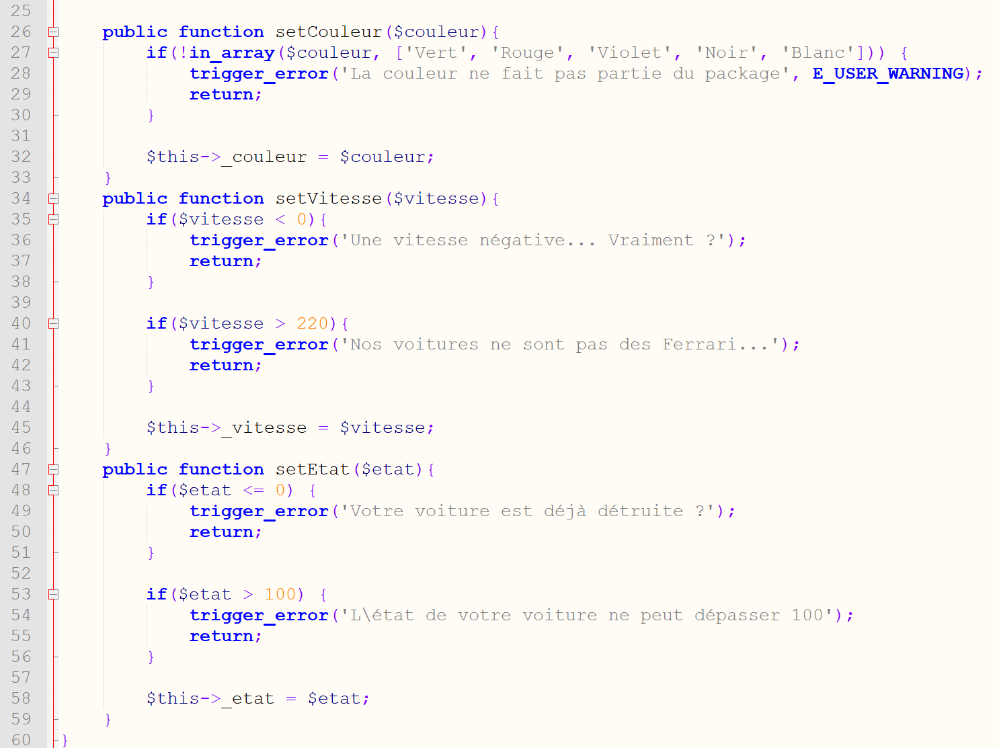 25
26 public function setCouleur($couleur){
27 if(!in_array($couleur, ['Vert', 'Rouge', 'Violet', 'Noir', 'Blanc'])) {
28 trigger_error('La couleur ne fait pas partie du package', E_USER_WARNING);
29 return;
30 }
31
32 $this->_couleur = $couleur;
33 }
34 public function setVitesse($vitesse){
35 if($vitesse < 0){
36 trigger_error('Une vitesse négative... Vraiment ?');
37 return;
38 }
39
40 if($vitesse > 220){
41 trigger_error('Nos voitures ne sont pas des Ferrari...');
42 return;
43 }
44
45 $this->_vitesse = $vitesse;
46 }
47 public function setEtat($etat){
48 if($etat <= 0) {
49 trigger_error('Votre voiture est déjà détruite ?');
50 return;
51 }
52
53 if($etat > 100) {
54 trigger_error('L\état de votre voiture ne peut dépasser 100');
55 return;
56 }
57
58 $this->_etat = $etat;
59 }
60 }